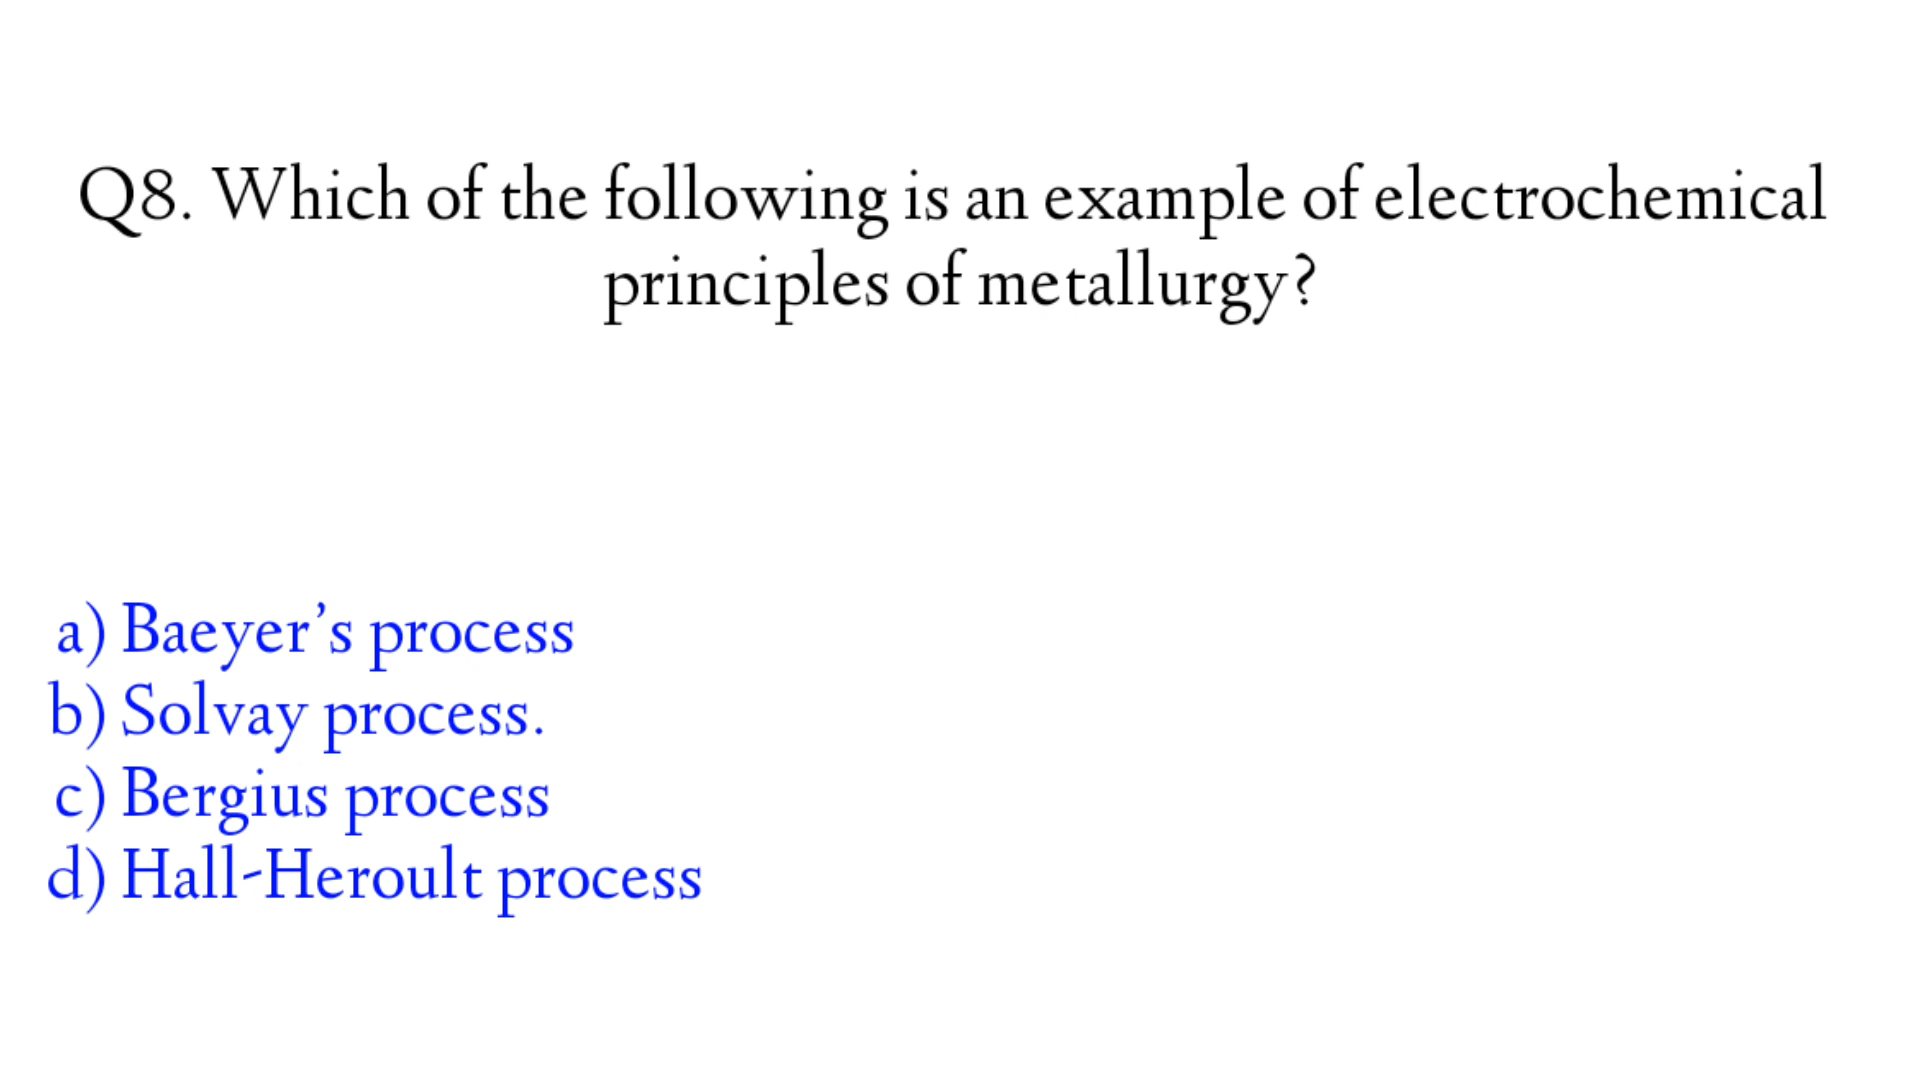 Q8. Which of the following is an example of electrochemical
principles of metallurgy?
a) Baeyer’s process
b) Solvay process.
c) Bergius process
d) Hall-Heroult process